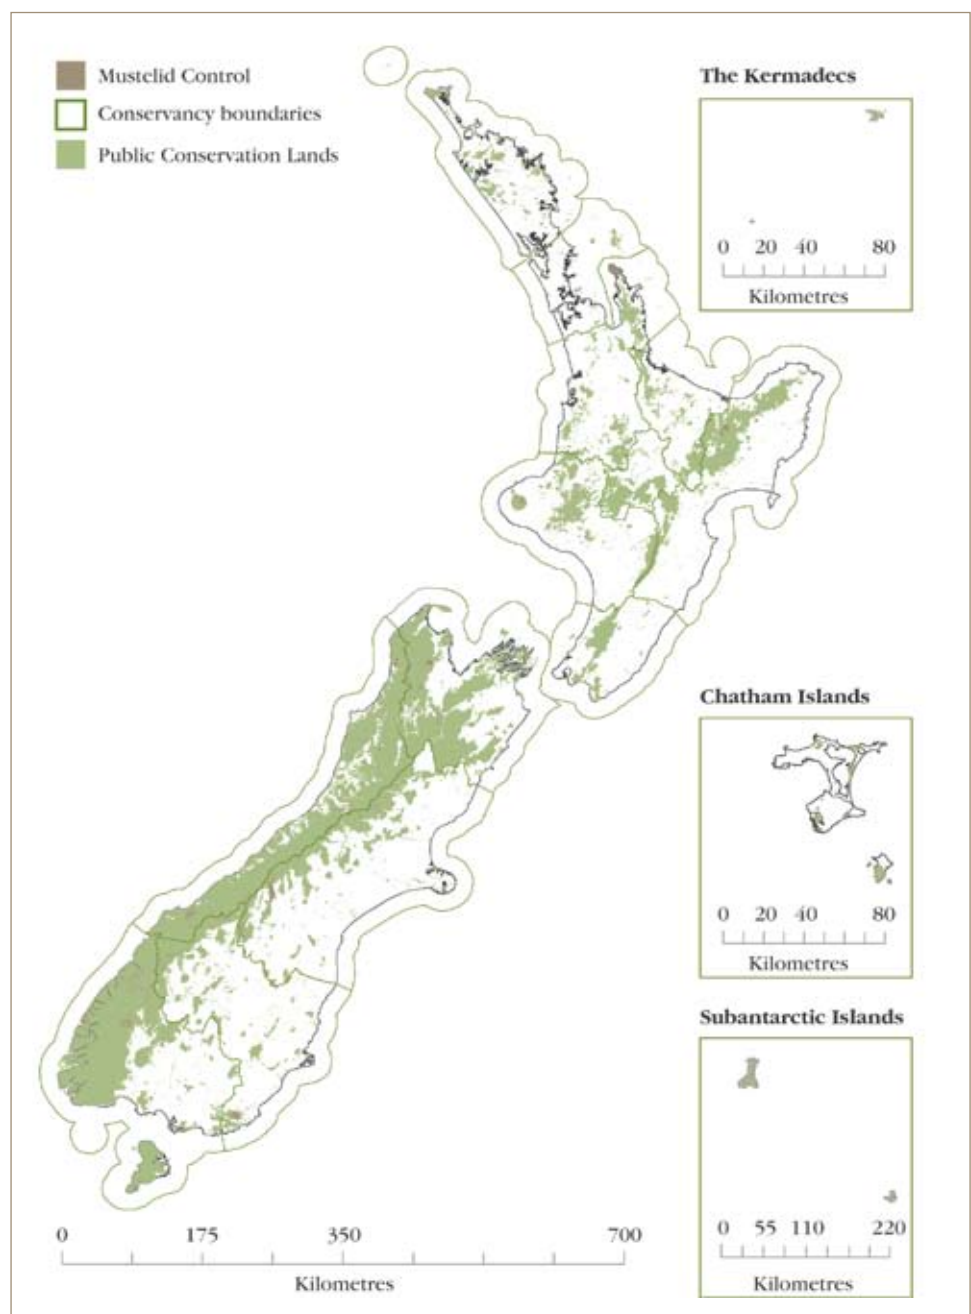 Mustelid Control
Conservancy boundaries
Public Conservation Lands
The Kermadecs
0 20 40 80
Kilometres
Chatham Islands
0 20 40 80
Kilometres
Subantarctic Islands
0 55 110 220
Kilometres
0 175 350 700
Kilometres